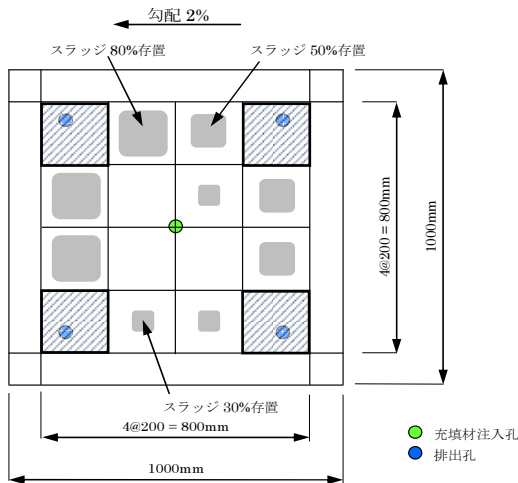 勾配 2%
スラッジ 80%存置
スラッジ 50%存置
4@200 = 800mm
1000mm
スラッジ 30%存置
4@200 = 800mm
1000mm
充填材注入孔
排出孔